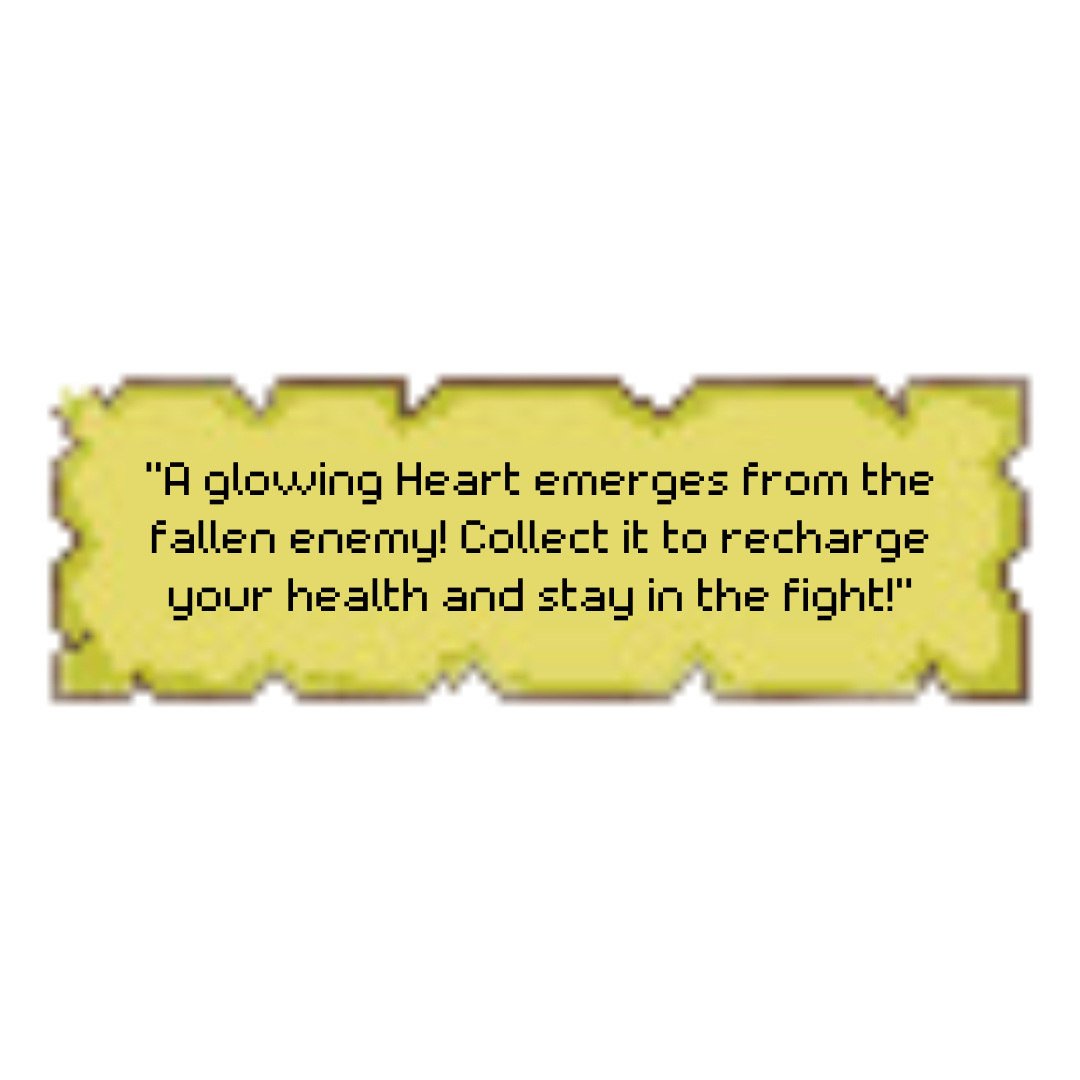 "A glowing Heart emerges from the
fallen enemy! Collect it to recharge
your health and stay in the fight!"